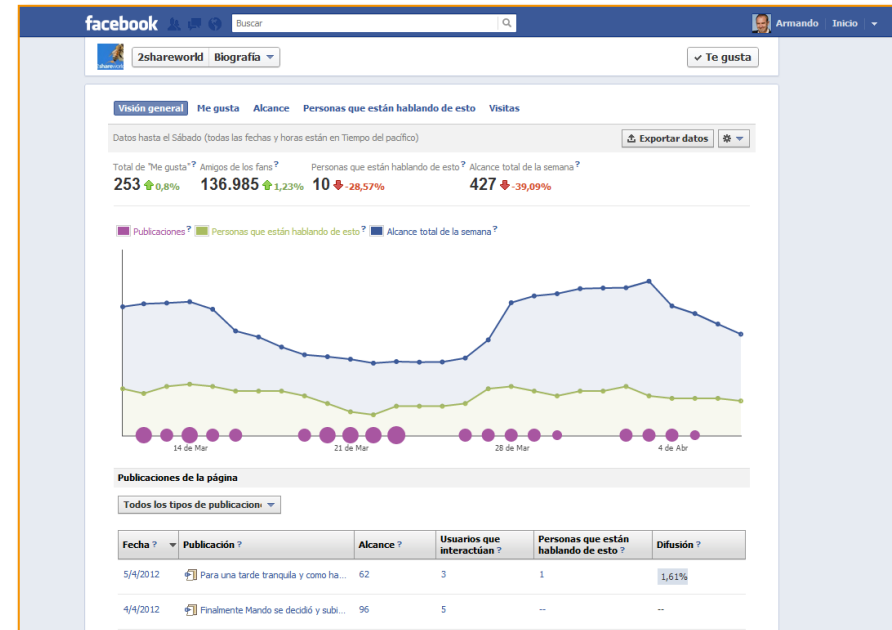 facebook Buscar Armando Inicio
2shareworld Biografía Te gusta
Visión general Me gusta Alcance Personas que están hablando de esto Visitas
Datos hasta el Sábado (todas las fechas y horas están en Tiempo del pacífico) Exportar datos
Total de "Me gusta"? Amigos de los fans? Personas que están hablando de esto? Alcance total de la semana?
253 0,8% 136.985 1,23% 10 -28,57% 427 -39,09%
Publicaciones? Personas que están hablando de esto? Alcance total de la semana?
14 de Mar 21 de Mar 28 de Mar 4 de Abr
Publicaciones de la página
Todos los tipos de publicacion
Fecha ? Publicación ? Alcance ? Usuarios que interactúan ? Personas que están hablando de esto ? Difusión ?
5/4/2012 Para una tarde tranquila y como ha... 62 3 1 1,61%
4/4/2012 Finalmente Mando se decidió y subi... 96 5 -- --